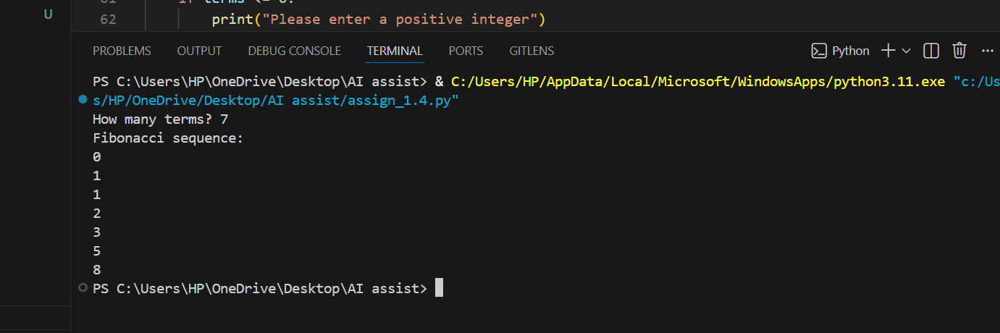 U
if terms <= 0:
62 print("Please enter a positive integer")
PROBLEMS OUTPUT DEBUG CONSOLE TERMINAL PORTS GITLENS Python ...
PS C:\Users\HP\OneDrive\Desktop\AI assist> & C:/Users/HP/AppData/Local/Microsoft/WindowsApps/python3.11.exe "c:/Us
s/HP/OneDrive/Desktop/AI assist/assign_1.4.py"
How many terms? 7
Fibonacci sequence:
0
1
1
2
3
5
8
PS C:\Users\HP\OneDrive\Desktop\AI assist>